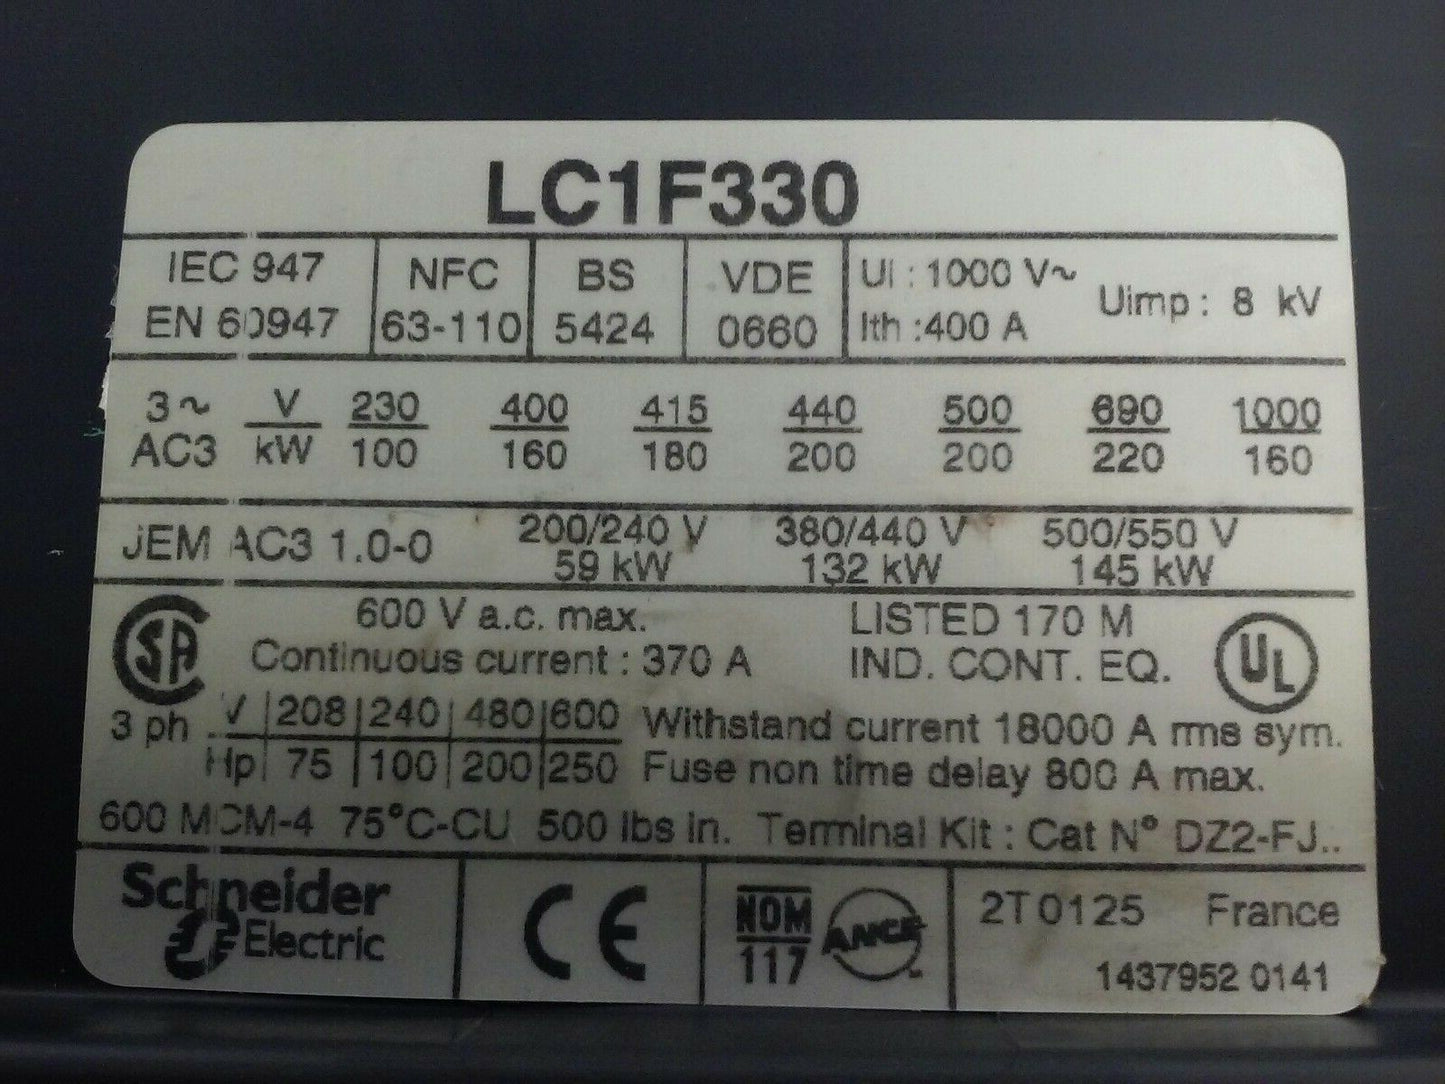 LC1F330
IEC 947 NFC BS VDE Ui : 1000 V~ Uimp : 8 kV
EN 60947 63-110 5424 0660 Ith :400 A
3~ V 230 400 415 440 500 690 1000
AC3 kW 100 160 180 200 200 220 160
JEM AC3 1.0-0 200/240 V 380/440 V 500/550 V
59 kW 132 kW 145 kW
SA 600 V a.c. max. LISTED 170 M UL
Continuous current : 370 A IND. CONT. EQ.
3 ph V 208 240 480 600 Withstand current 18000 A rms sym.
Hp 75 100 200 250 Fuse non time delay 800 A max.
600 MCM-4 75°C-CU 500 lbs in. Terminal Kit : Cat N° DZ2-FJ..
Schneider CE NOM ANCE 2T0125 France
Electric 117 1437952 0141